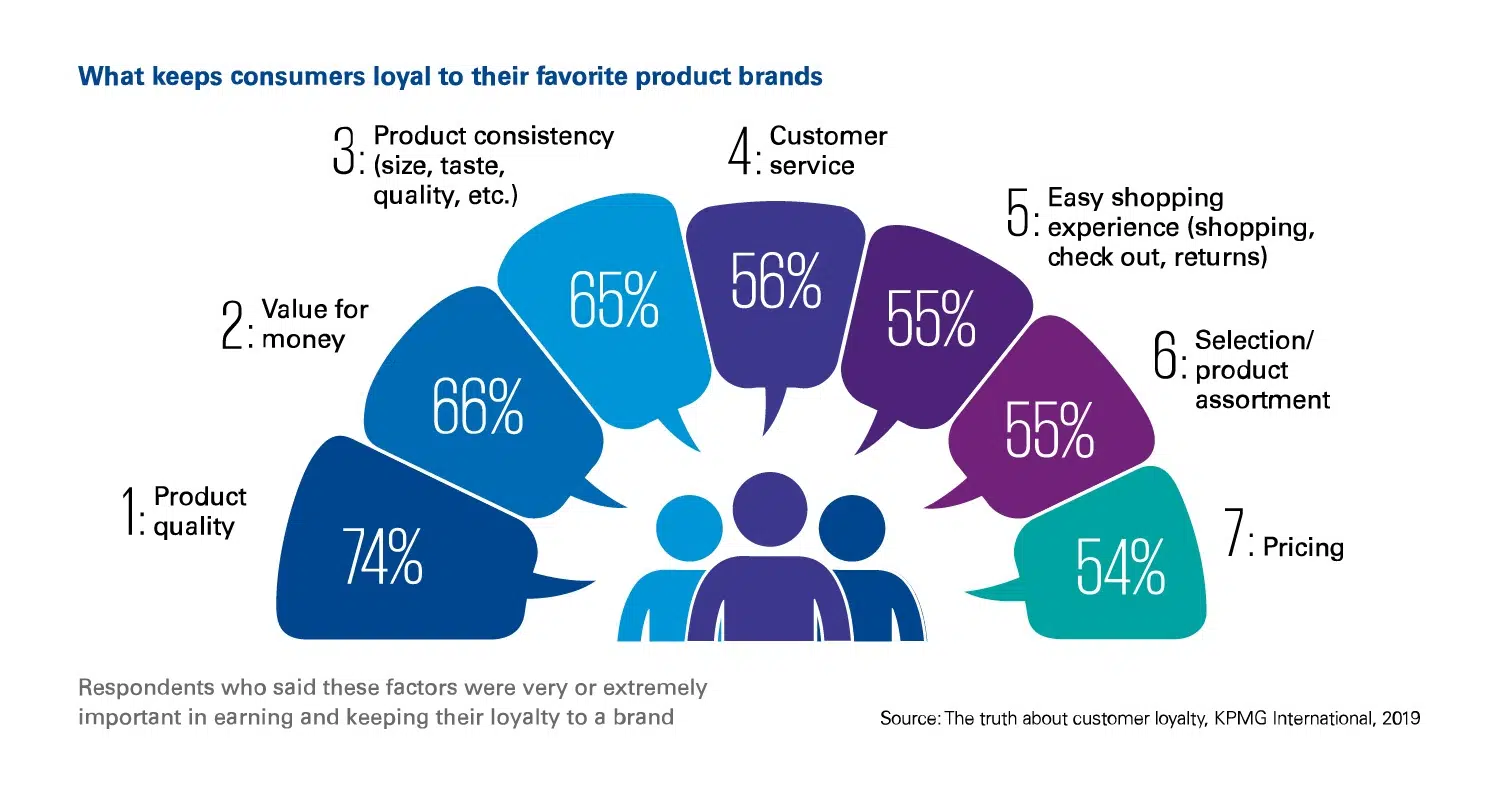 What keeps consumers loyal to their favorite product brands
1: Product
quality
74%
2: Value for
money
66%
3: Product consistency
(size, taste,
quality, etc.)
65%
4: Customer
service
56%
5: Easy shopping
experience (shopping,
check out, returns)
55%
6: Selection/
product
assortment
55%
7: Pricing
54%
Respondents who said these factors were very or extremely
important in earning and keeping their loyalty to a brand
Source: The truth about customer loyalty, KPMG International, 2019